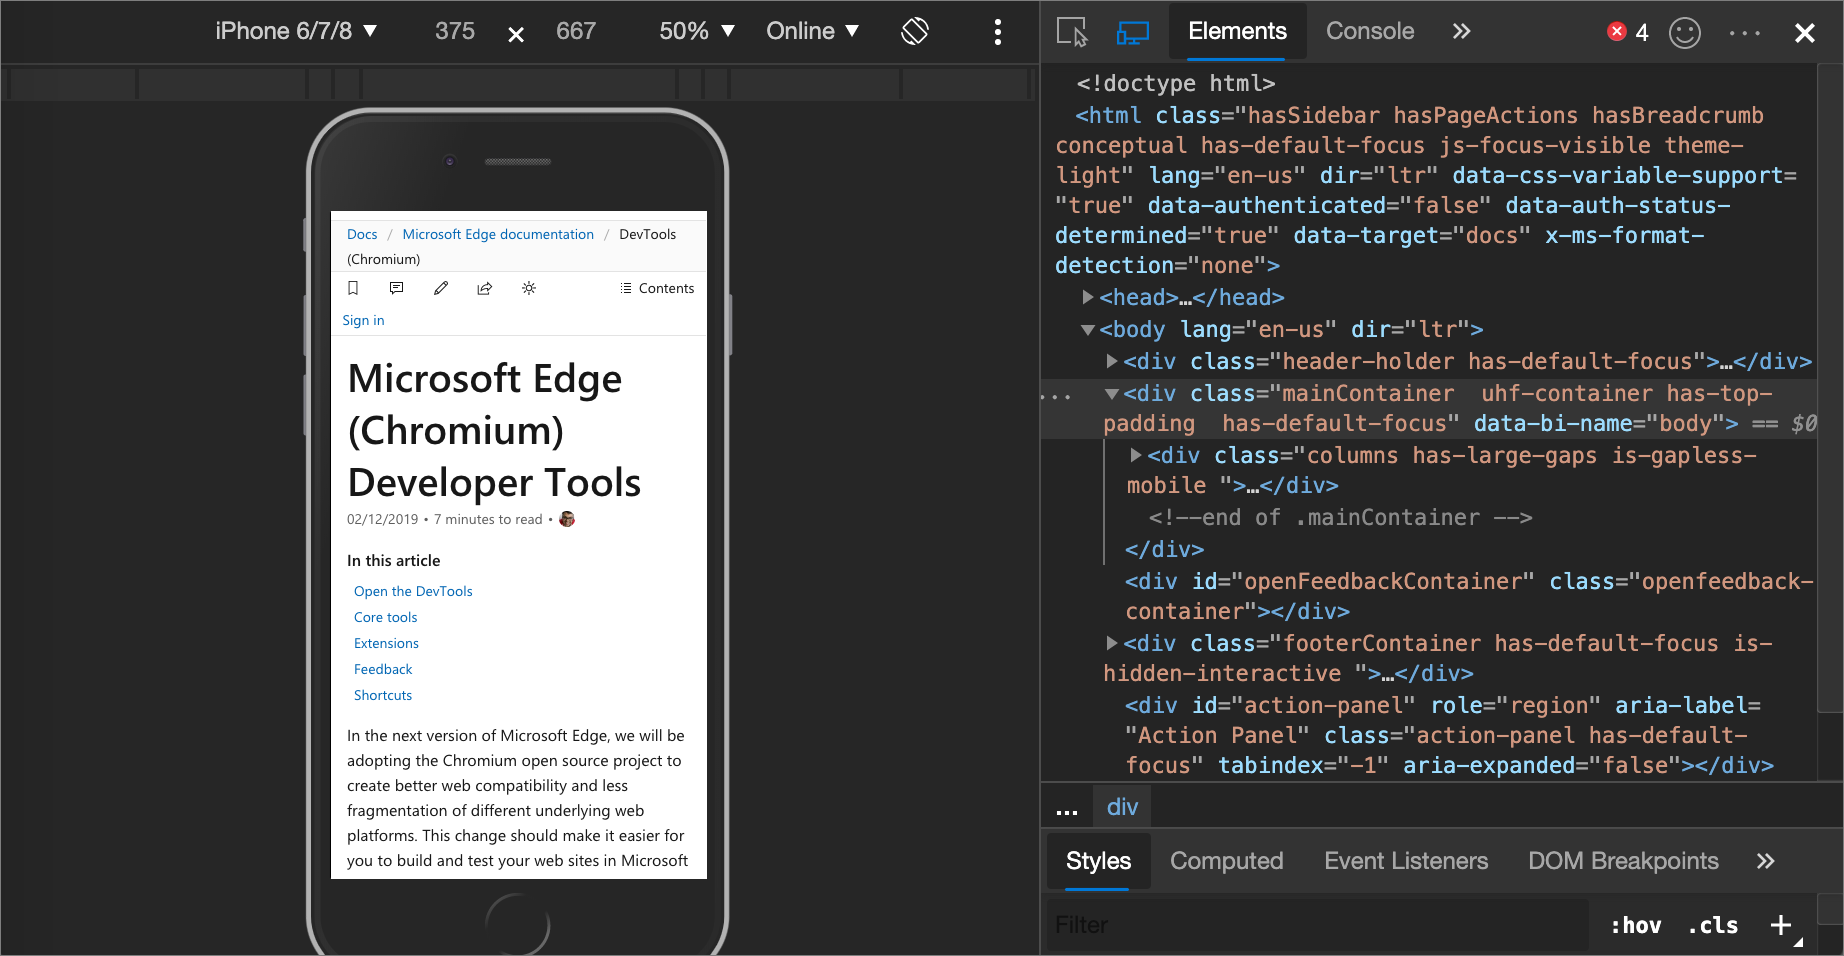 iPhone 6/7/8 ▼ 375 × 667 50% ▼ Online ▼
Docs / Microsoft Edge documentation / DevTools
(Chromium)
Contents
Sign in
Microsoft Edge
(Chromium)
Developer Tools
02/12/2019 • 7 minutes to read •
In this article
Open the DevTools
Core tools
Extensions
Feedback
Shortcuts
In the next version of Microsoft Edge, we will be
adopting the Chromium open source project to
create better web compatibility and less
fragmentation of different underlying web
platforms. This change should make it easier for
you to build and test your web sites in Microsoft
Elements Console » 4 ··· ×
<!doctype html>
<html class="hasSidebar hasPageActions hasBreadcrumb
conceptual has-default-focus js-focus-visible theme-
light" lang="en-us" dir="ltr" data-css-variable-support=
"true" data-authenticated="false" data-auth-status-
determined="true" data-target="docs" x-ms-format-
detection="none">
▶<head>…</head>
▼<body lang="en-us" dir="ltr">
▶<div class="header-holder has-default-focus">…</div>
··· ▼<div class="mainContainer  uhf-container has-top-
padding  has-default-focus" data-bi-name="body"> == $0
▶<div class="columns has-large-gaps is-gapless-
mobile ">…</div>
<!--end of .mainContainer -->
</div>
<div id="openFeedbackContainer" class="openfeedback-
container"></div>
▶<div class="footerContainer has-default-focus is-
hidden-interactive ">…</div>
<div id="action-panel" role="region" aria-label=
"Action Panel" class="action-panel has-default-
focus" tabindex="-1" aria-expanded="false"></div>
... div
Styles Computed Event Listeners DOM Breakpoints »
Filter :hov .cls +